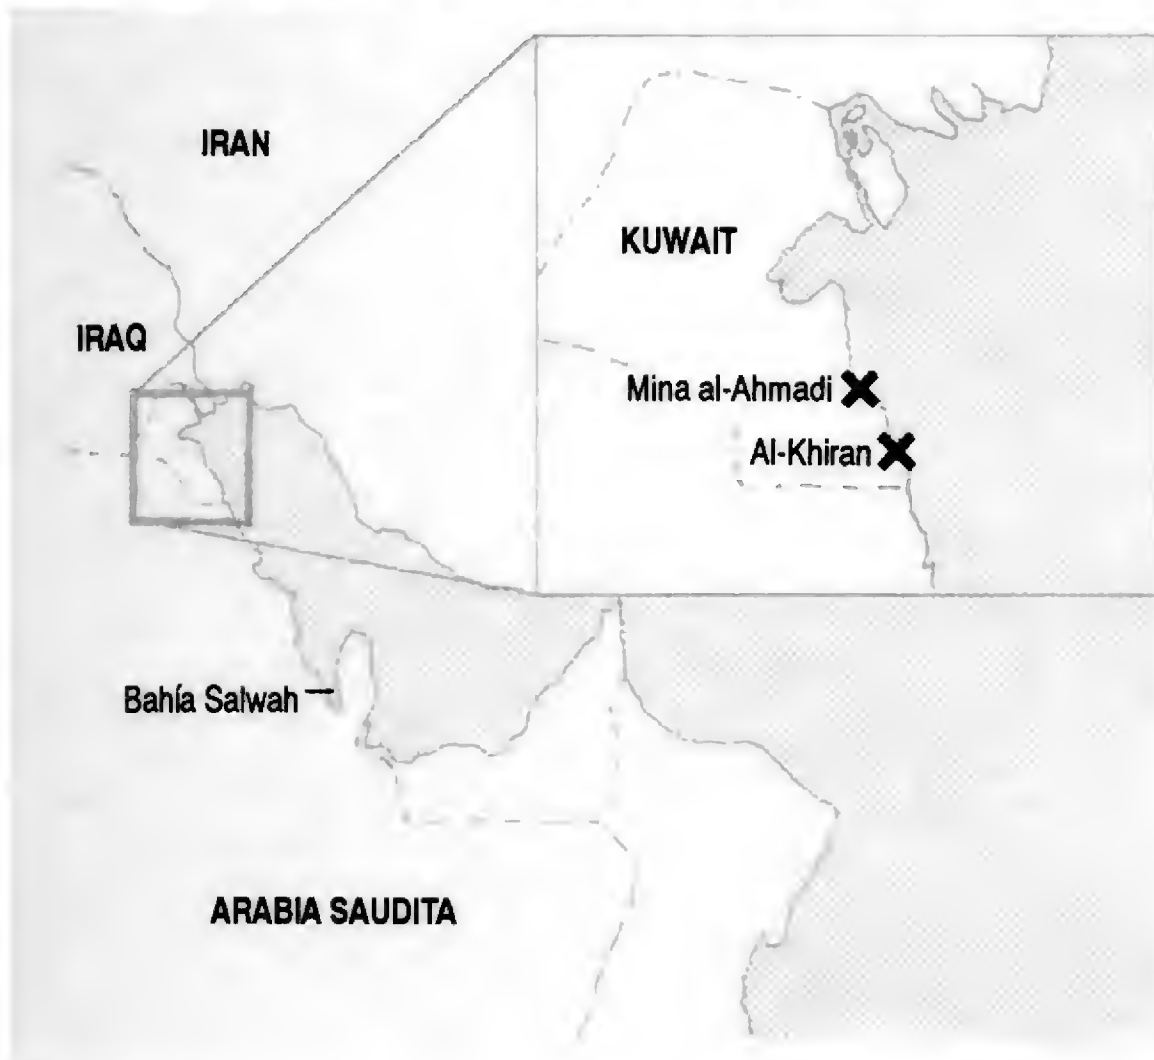 IRAN
KUWAIT
IRAQ
Mina al-Ahmadi
Al-Khiran
Bahía Salwah
ARABIA SAUDITA